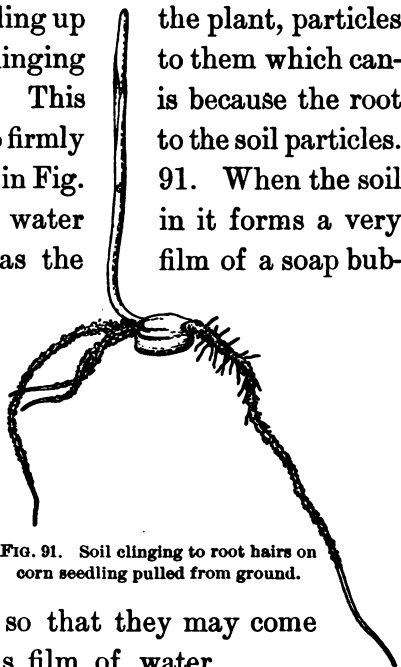 ling up the plant, particles
linging to them which can-
This is because the root
firmly to the soil particles.
in Fig. 91. When the soil
water in it forms a very
as the film of a soap bub-
FIG. 91. Soil clinging to root hairs on
corn seedling pulled from ground.
so that they may come
s film of water